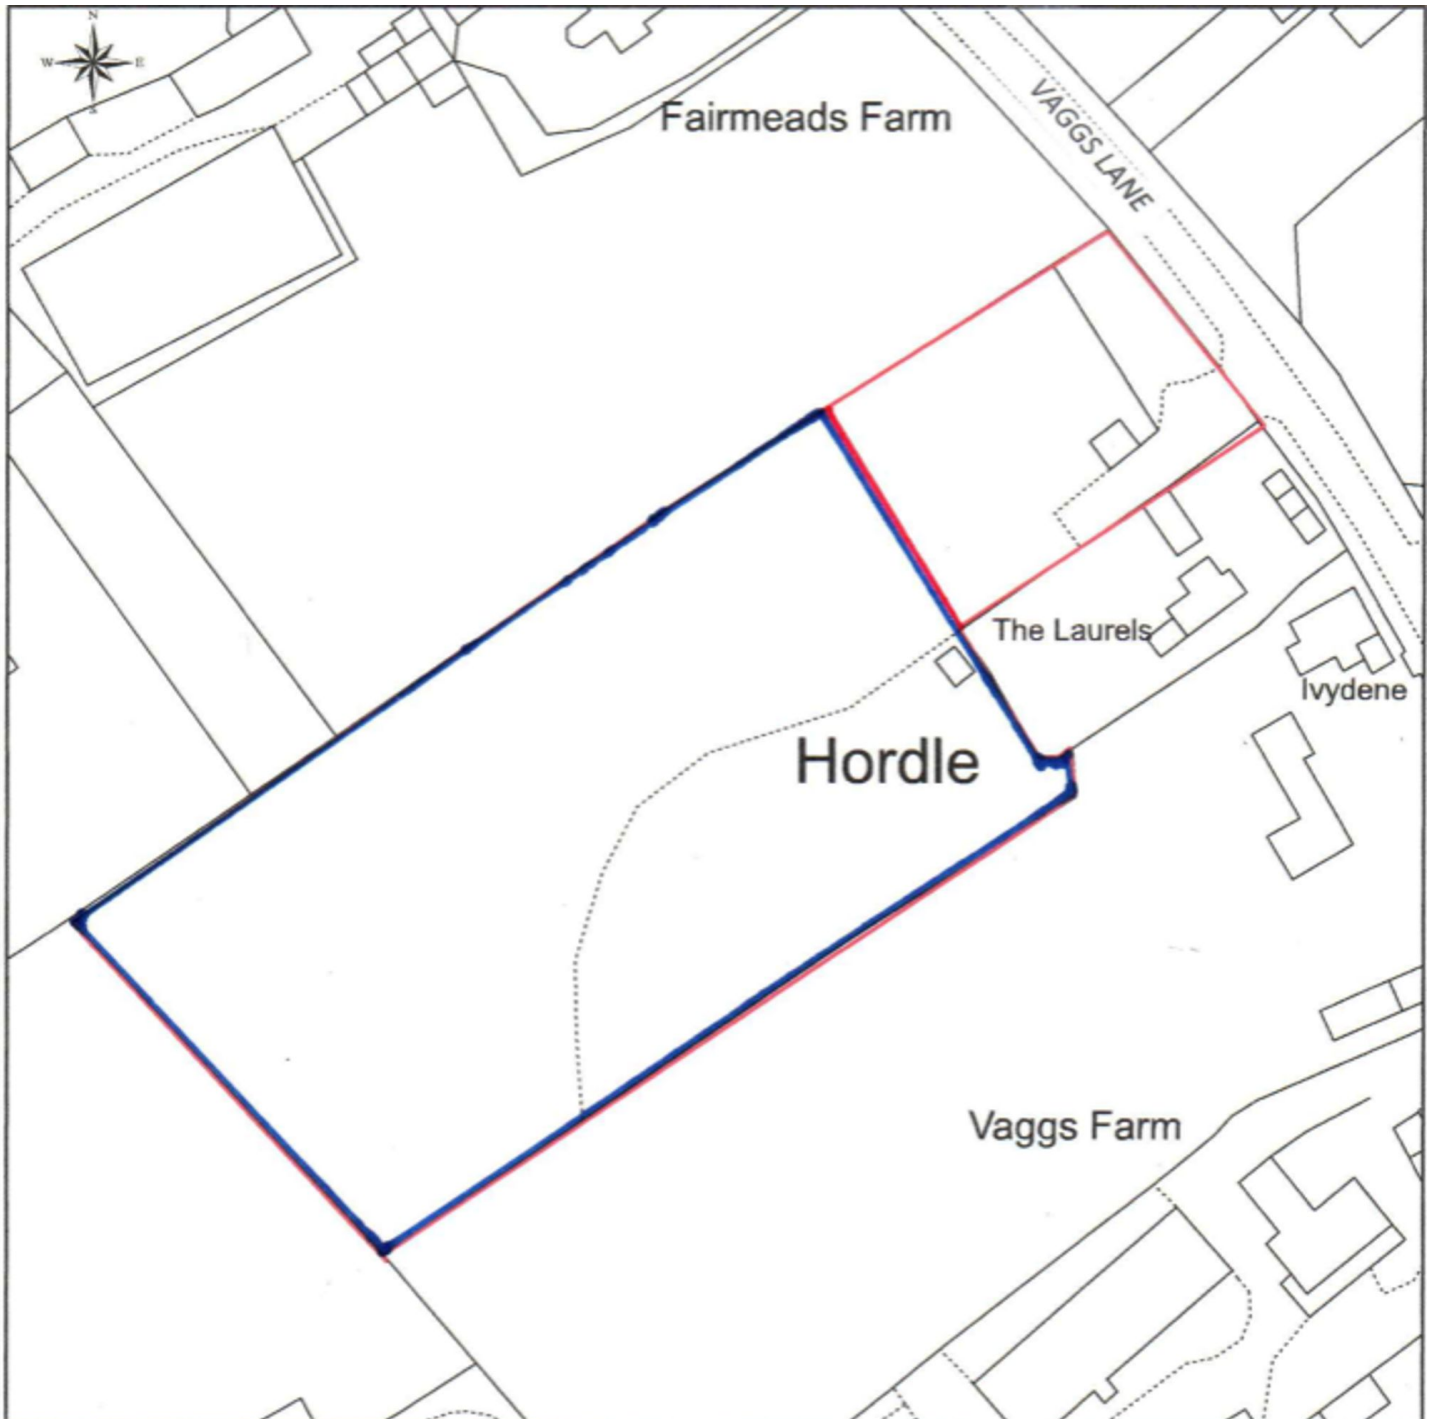 N
W E
Fairmeads Farm
VAGGS LANE
The Laurels
Ivydene
Hordle
Vaggs Farm